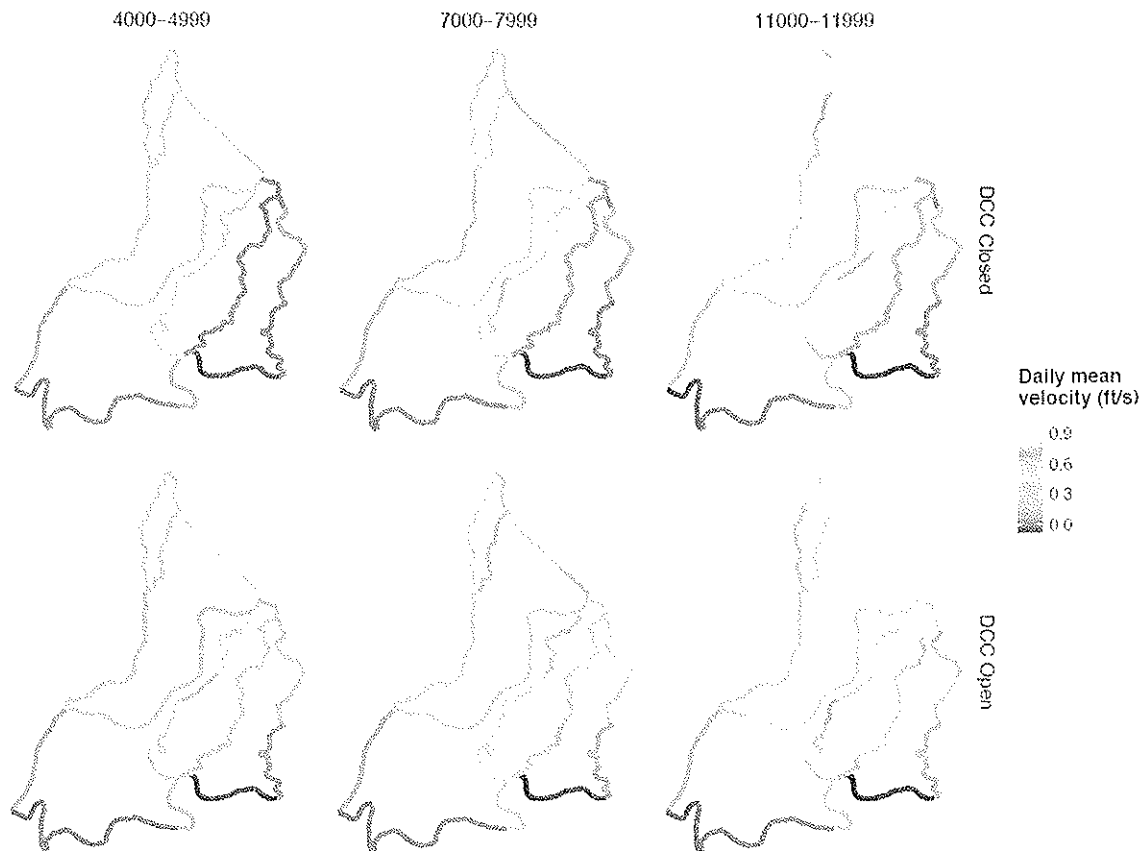 4000-4999 7000-7999 11000-11999
DCC Closed
Daily mean
velocity (ft/s)
0.9
0.6
0.3
0.0
DCC Open